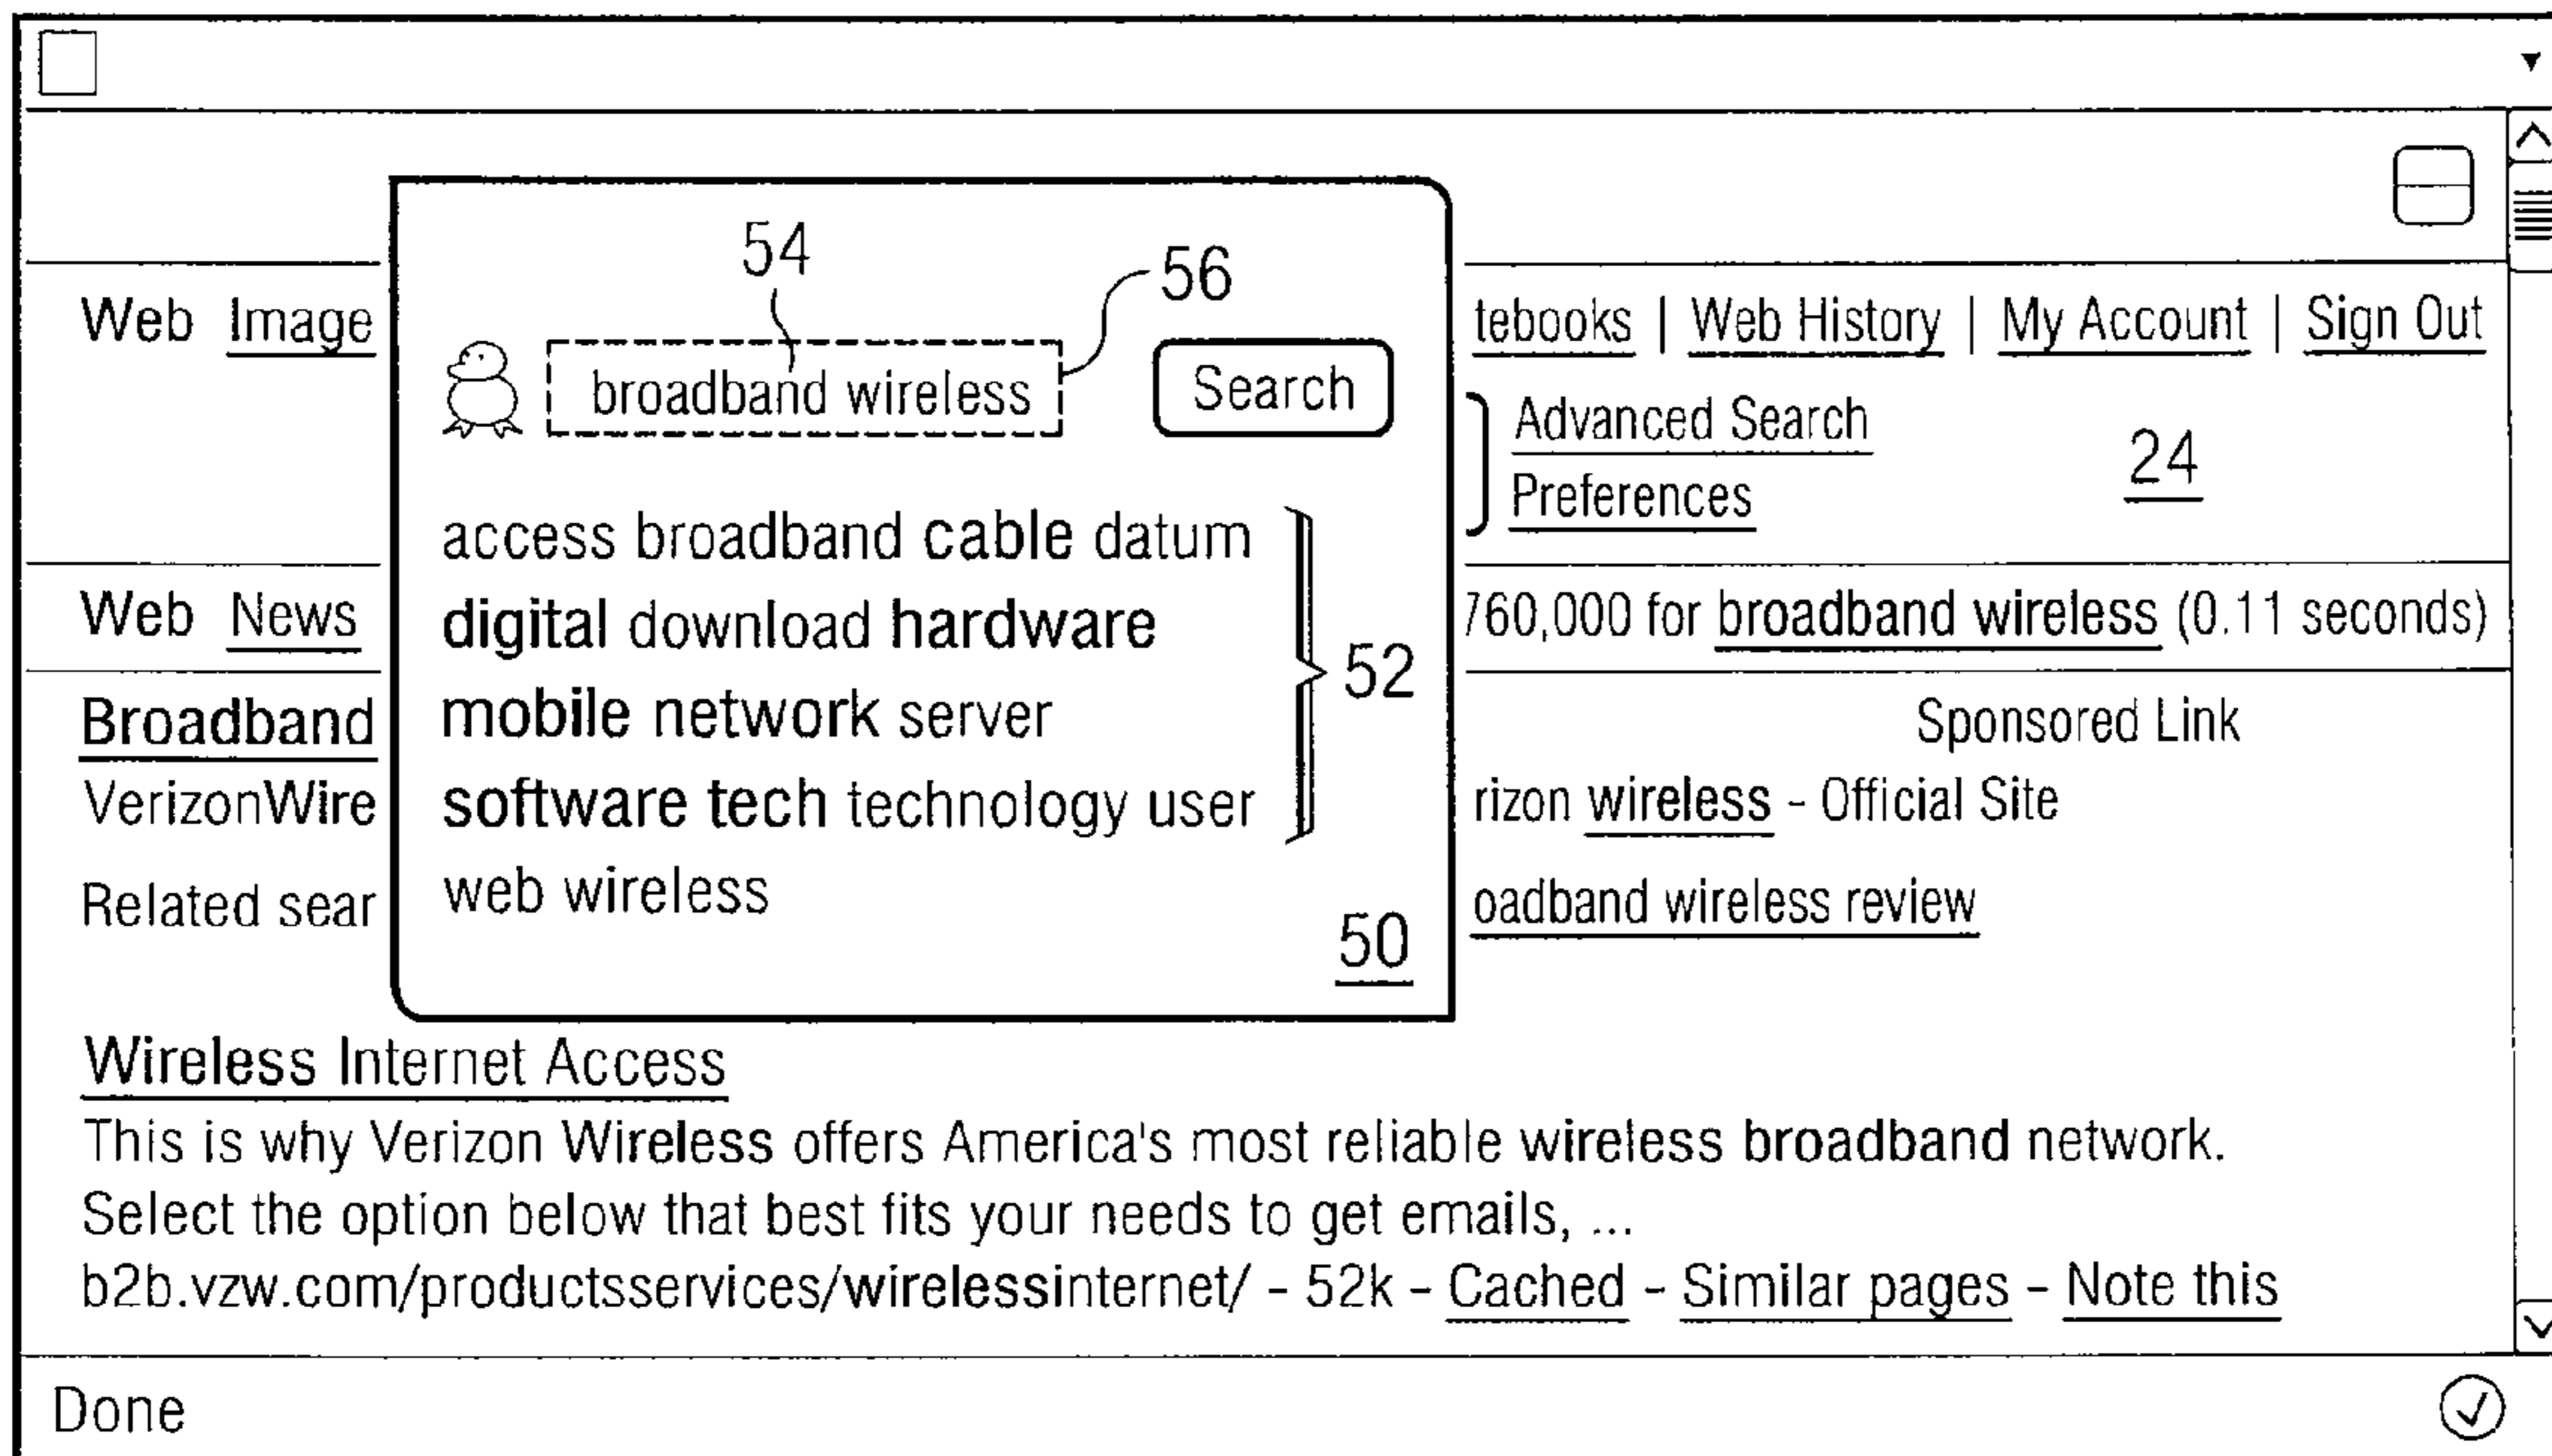 54
56
Web Image
tebooks | Web History | My Account | Sign Out
broadband wireless
Search
Advanced Search
Preferences
24
access broadband cable datum
digital download hardware
mobile network server
software tech technology user
web wireless
52
50
Web News
760,000 for broadband wireless (0.11 seconds)
Broadband
Sponsored Link
VerizonWire
rizon wireless - Official Site
Related sear
oadband wireless review
Wireless Internet Access
This is why Verizon Wireless offers America's most reliable wireless broadband network.
Select the option below that best fits your needs to get emails, ...
b2b.vzw.com/productsservices/wirelessinternet/ - 52k - Cached - Similar pages - Note this
Done